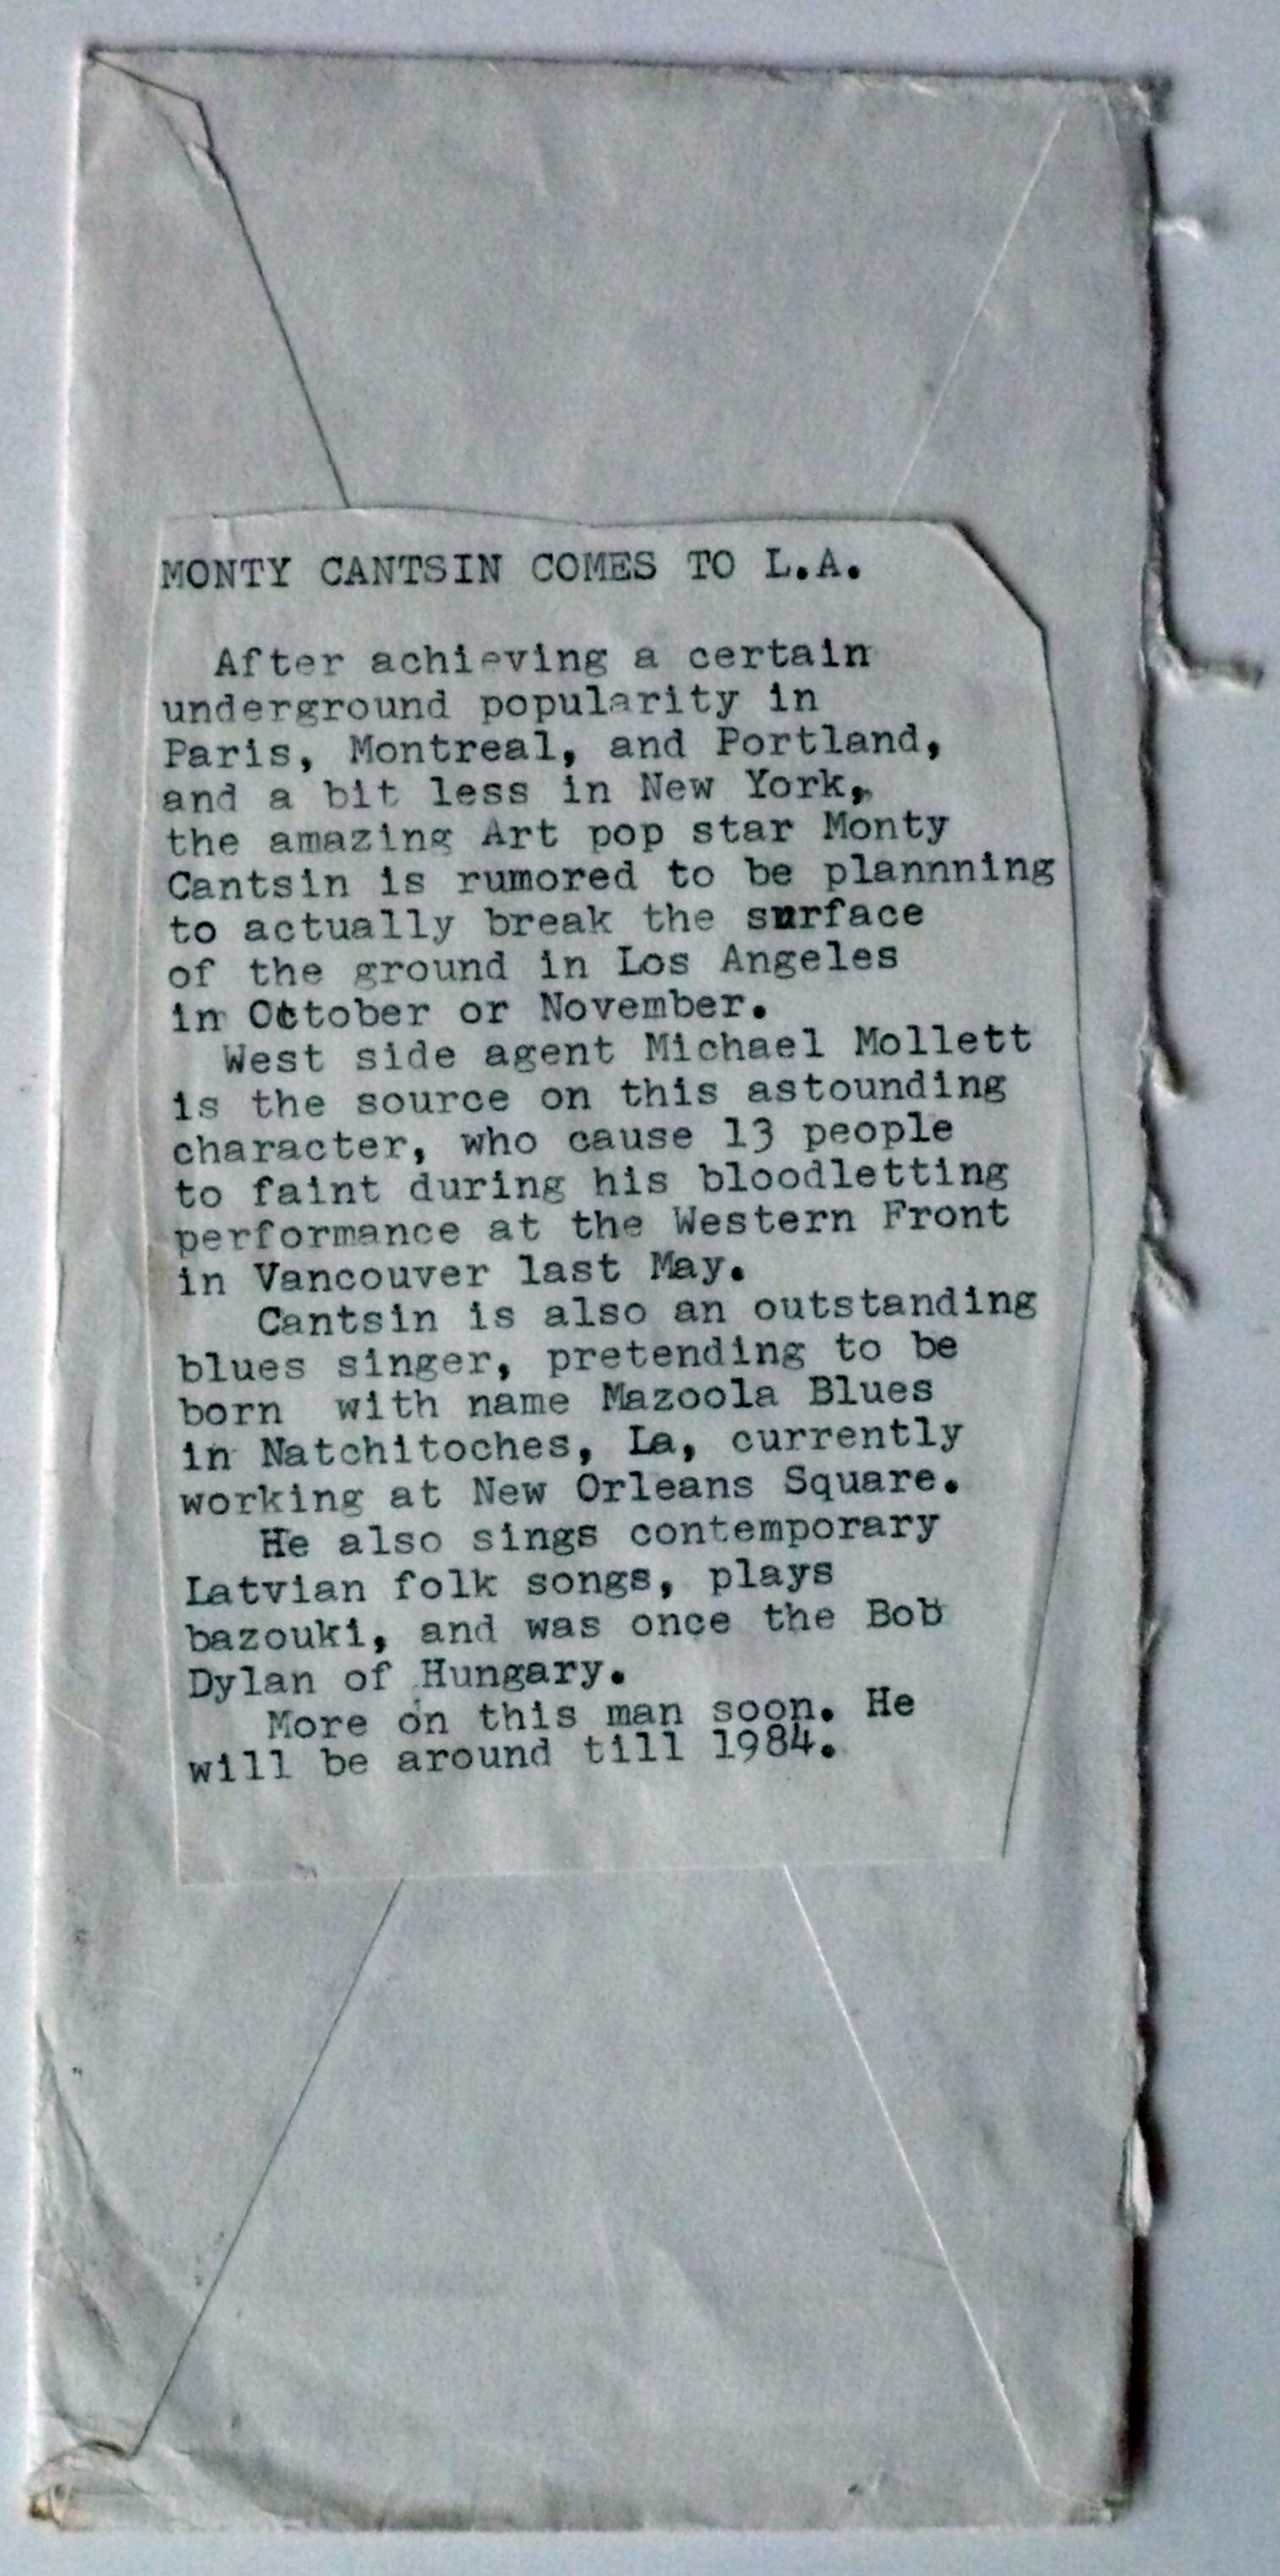 MONTY CANTSIN COMES TO L.A.
After achieving a certain
underground popularity in
Paris, Montreal, and Portland,
and a bit less in New York,
the amazing Art pop star Monty
Cantsin is rumored to be plannning
to actually break the surface
of the ground in Los Angeles
in October or November.
West side agent Michael Mollett
is the source on this astounding
character, who cause 13 people
to faint during his bloodletting
performance at the Western Front
in Vancouver last May.
Cantsin is also an outstanding
blues singer, pretending to be
born with name Mazoola Blues
in Natchitoches, La, currently
working at New Orleans Square.
He also sings contemporary
Latvian folk songs, plays
bazouki, and was once the Bob
Dylan of Hungary.
More on this man soon. He
will be around till 1984.